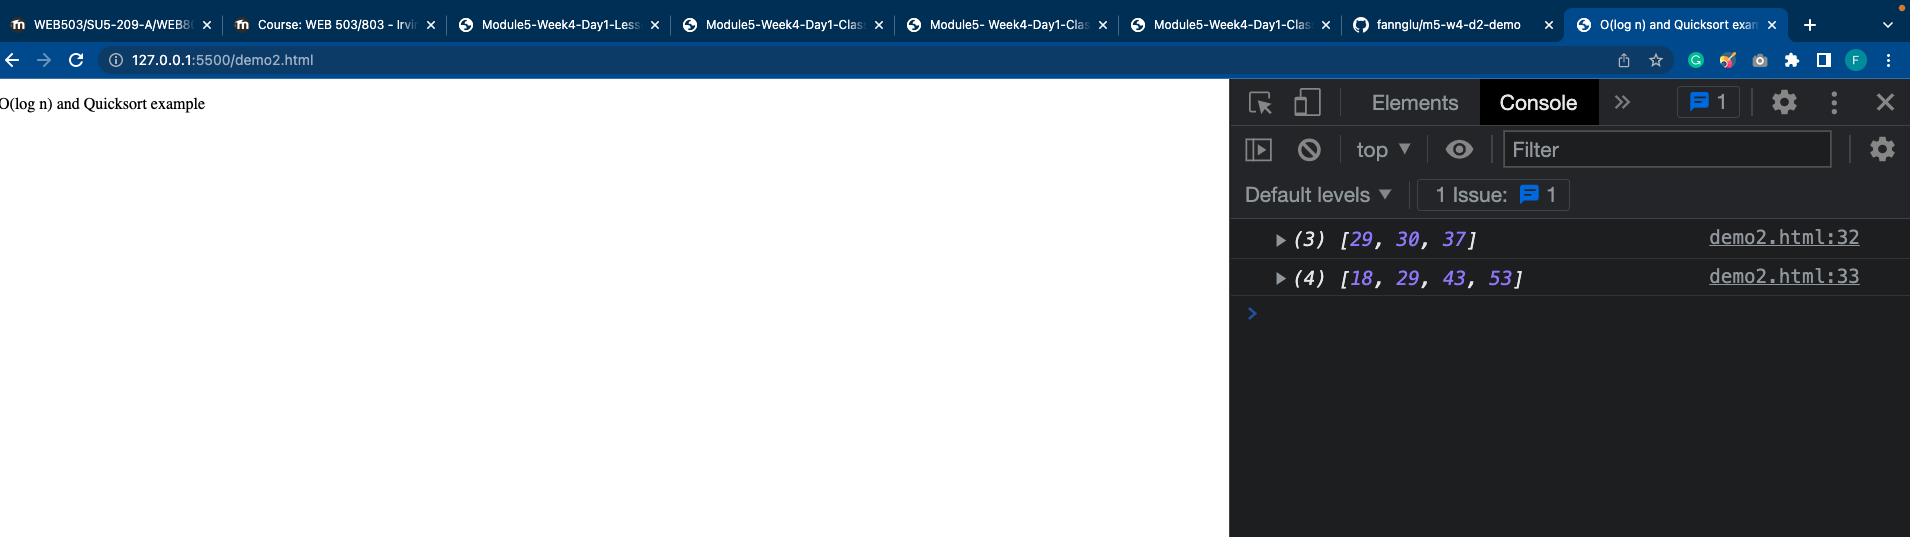 WEB503/SU5-209-A/WEB8
Course: WEB 503/803 - Irvi
Module5-Week4-Day1-Less
Module5-Week4-Day1-Clas
Module5- Week4-Day1-Clas
Module5-Week4-Day1-Clas
fannglu/m5-w4-d2-demo
O(log n) and Quicksort exam
127.0.0.1:5500/demo2.html
G
F
O(log n) and Quicksort example
Elements
Console
1
top
Filter
Default levels
1 Issue: 1
(3) [29, 30, 37] demo2.html:32
(4) [18, 29, 43, 53] demo2.html:33